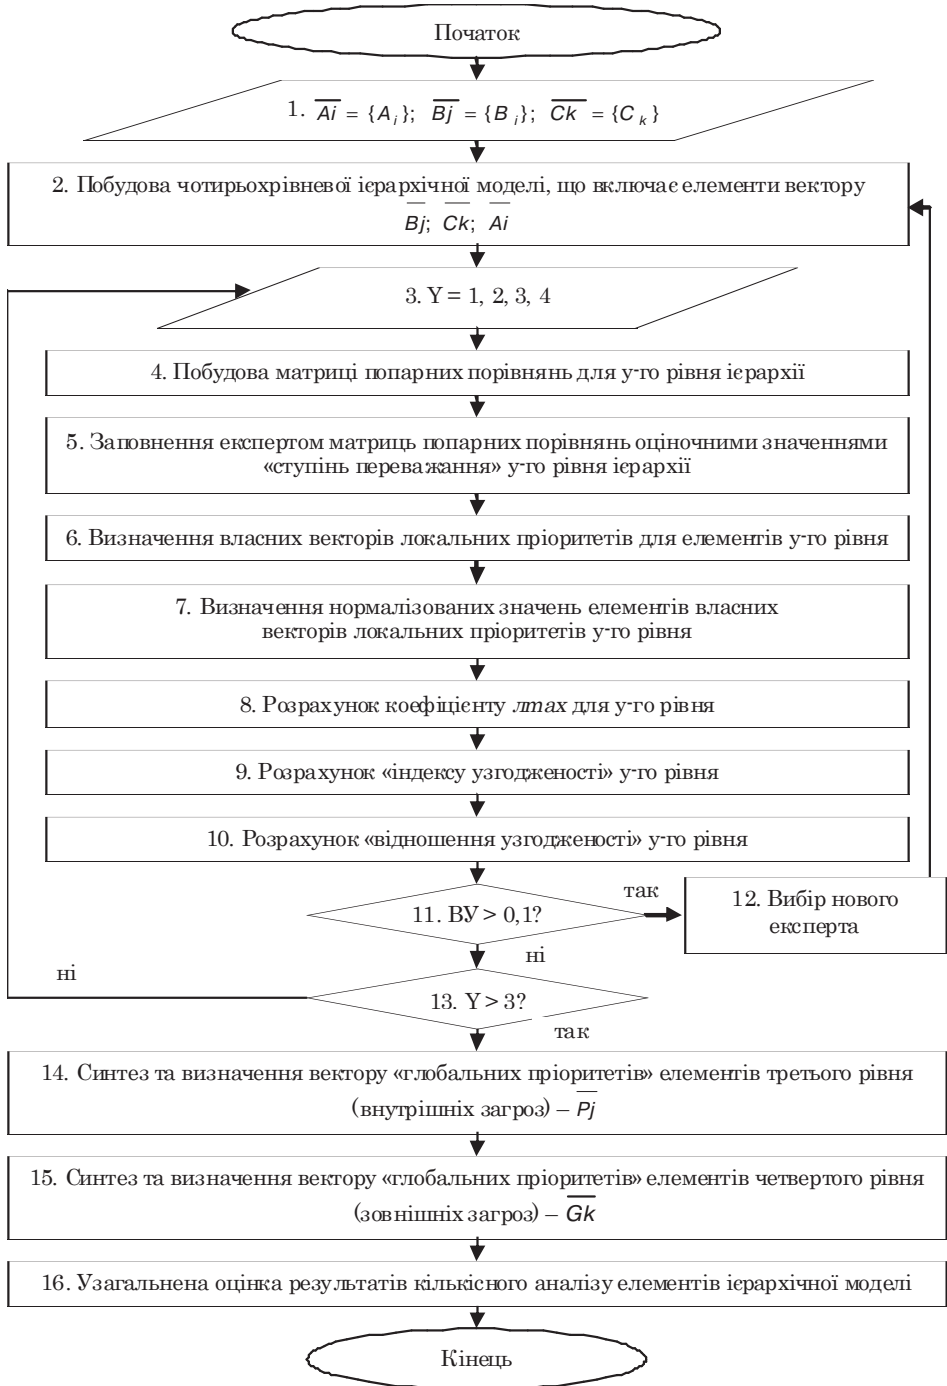 Початок
1. Ai = {A i}; Bj = {B i}; Ck = {C k}
2. Побудова чотирьохрівневої ієрархічної моделі, що включає елементи вектору
Bj; Ck; Ai
3. Y = 1, 2, 3, 4
4. Побудова матриці попарних порівнянь для y-го рівня ієрархії
5. Заповнення експертом матриць попарних порівнянь оціночними значеннями
«ступінь переважання» y-го рівня ієрархії
6. Визначення власних векторів локальних пріоритетів для елементів y-го рівня
7. Визначення нормалізованих значень елементів власних
векторів локальних пріоритетів y-го рівня
8. Розрахунок коефіцієнту лmax для y-го рівня
9. Розрахунок «індексу узгодженості» y-го рівня
10. Розрахунок «відношення узгодженості» y-го рівня
11. ВУ > 0,1?
так
12. Вибір нового
експерта
ні
ні
13. Y > 3?
так
14. Синтез та визначення вектору «глобальних пріоритетів» елементів третього рівня
(внутрішніх загроз) – Pj
15. Синтез та визначення вектору «глобальних пріоритетів» елементів четвертого рівня
(зовнішніх загроз) – Gk
16. Узагальнена оцінка результатів кількісного аналізу елементів ієрархічної моделі
Кінець